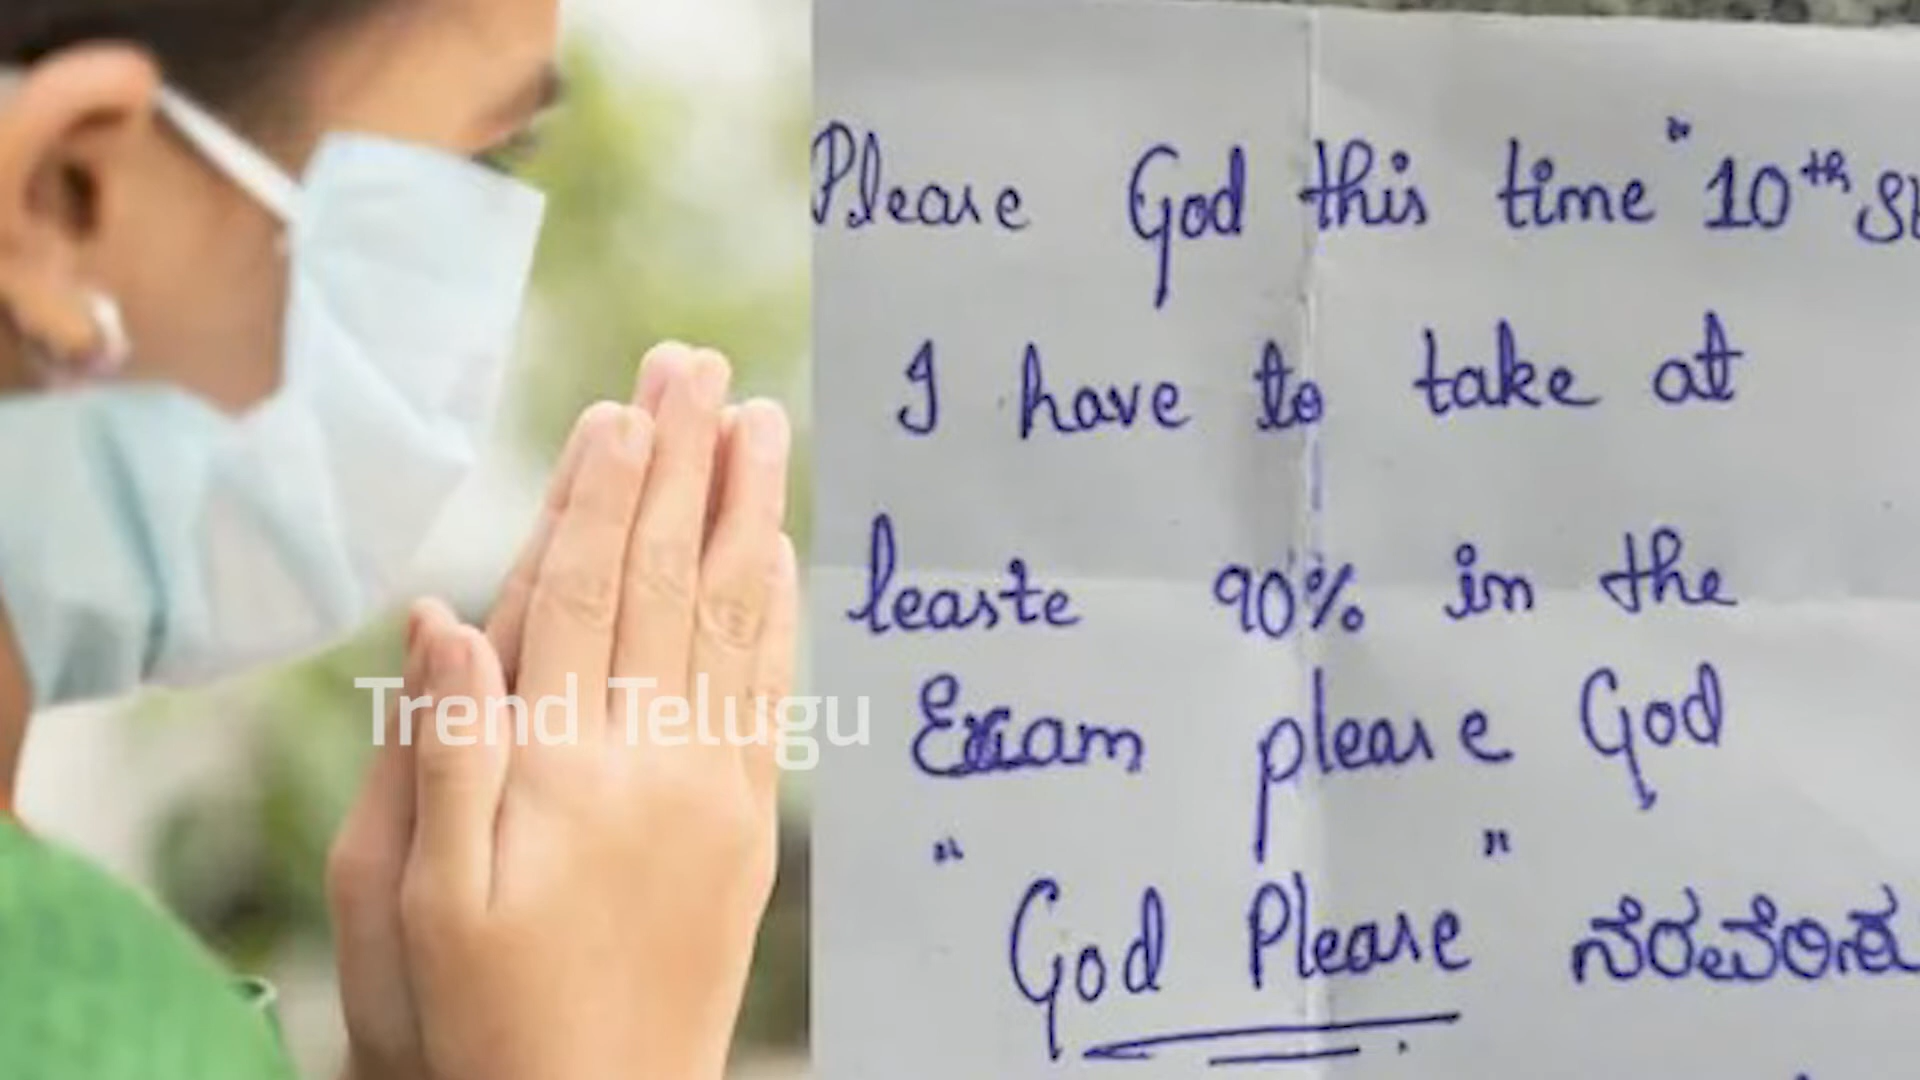 Please God this time "10th
I have to take at
leaste 90% in the
Exam please God
"God Please" ನೆರವೇರಿಸು
Trend Telugu